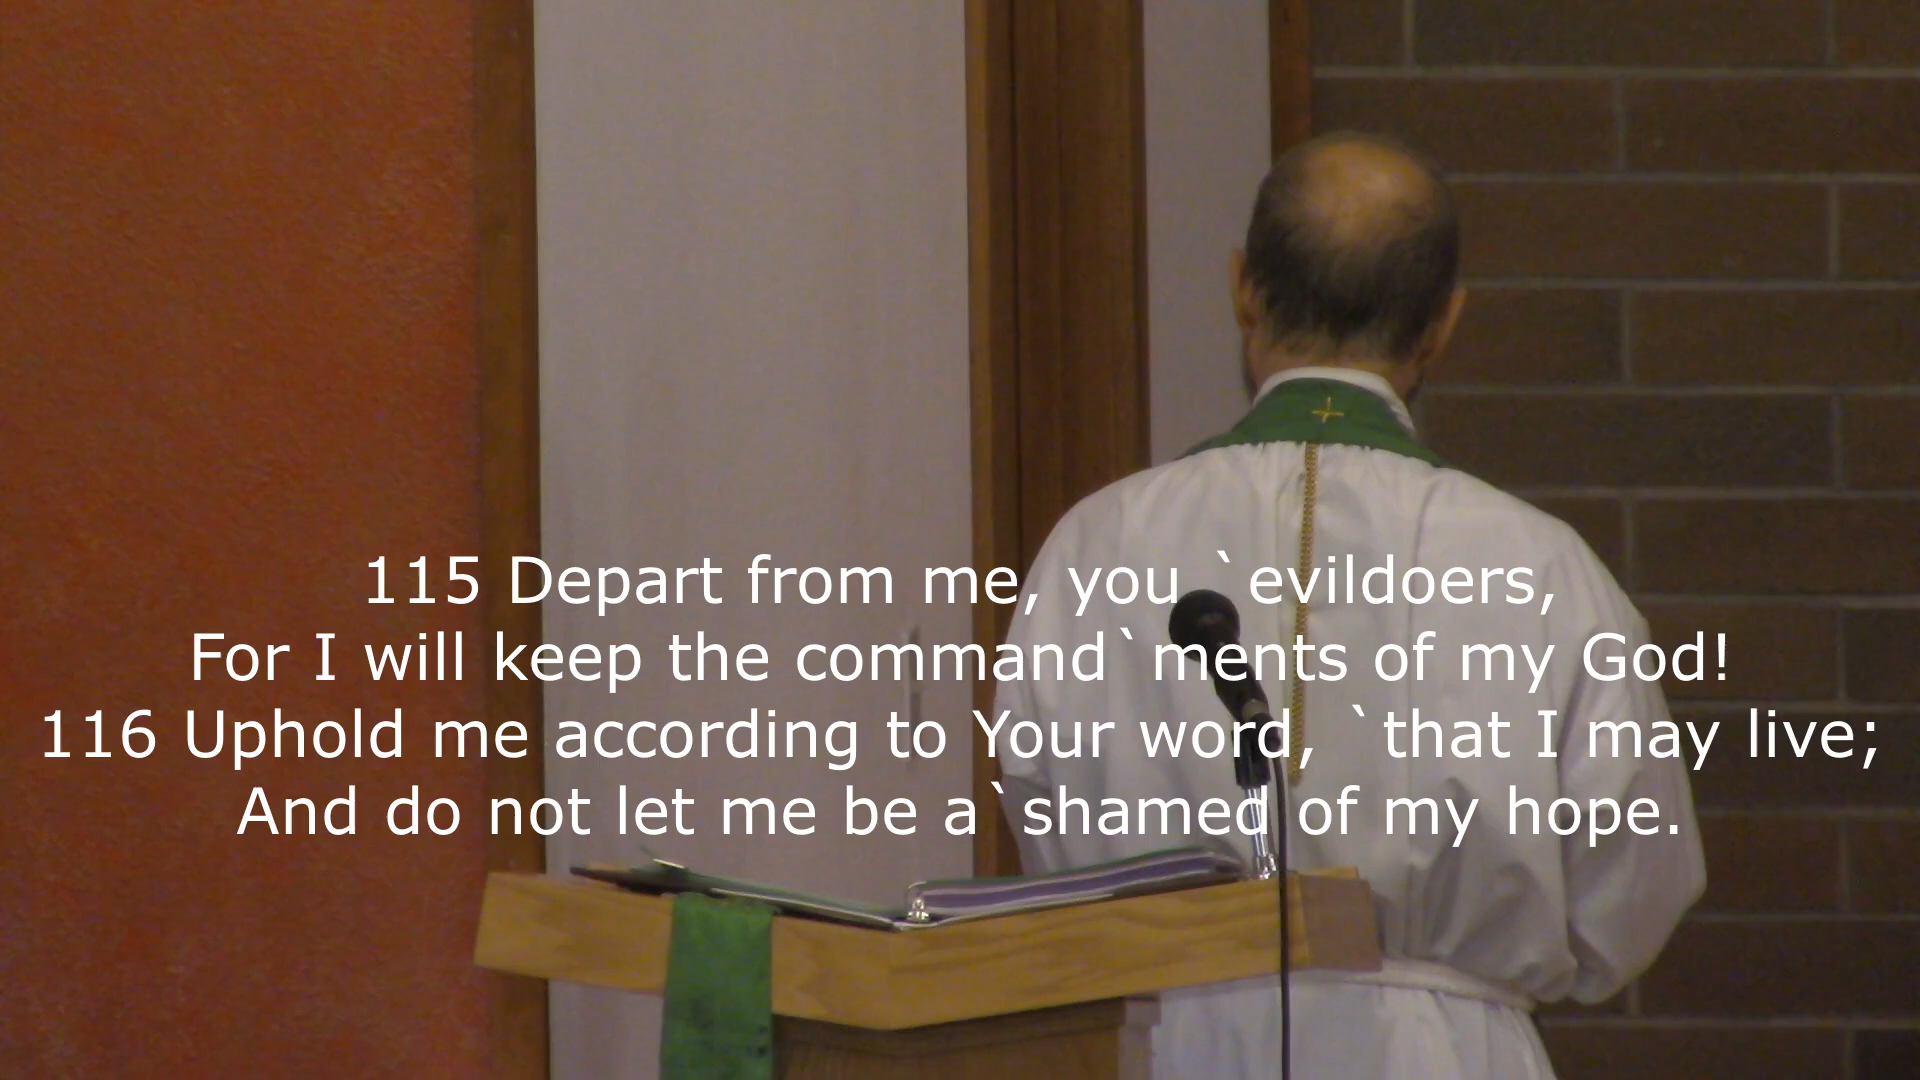 115 Depart from me, you `evildoers,
For I will keep the command`ments of my God!
116 Uphold me according to Your word, `that I may live;
And do not let me be a`shamed of my hope.